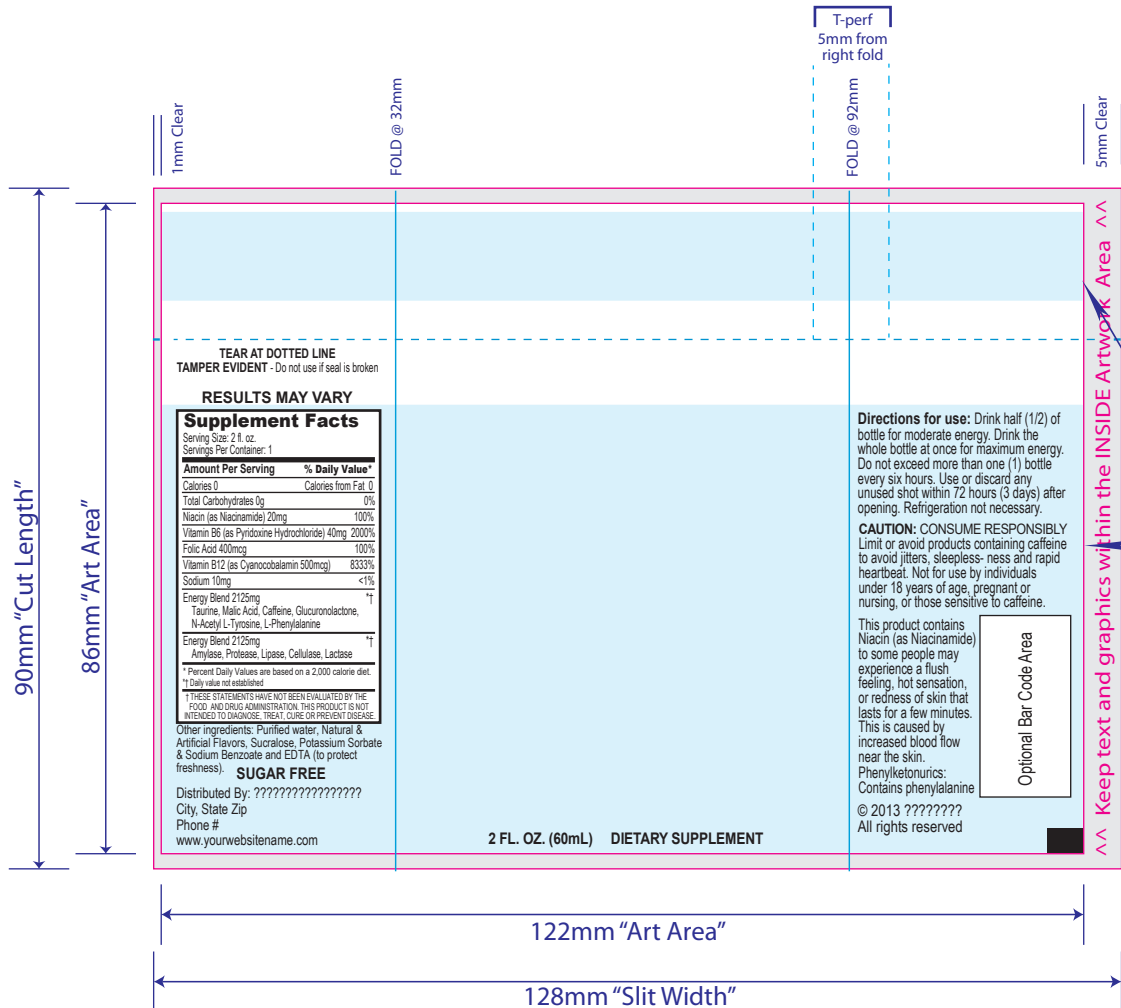 T-perf
5mm from
right fold
1mm Clear
FOLD @ 32mm
FOLD @ 92mm
5mm Clear
90mm “Cut Length”
86mm “Art Area”
<< Keep text and graphics within the INSIDE Artwork Area <<
TEAR AT DOTTED LINE
TAMPER EVIDENT - Do not use if seal is broken
RESULTS MAY VARY
Supplement Facts
Serving Size: 2 fl. oz.
Servings Per Container: 1
Amount Per Serving % Daily Value*
Calories 0 Calories from Fat 0
Total Carbohydrates 0g 0%
Niacin (as Niacinamide) 20mg 100%
Vitamin B6 (as Pyridoxine Hydrochloride) 40mg 2000%
Folic Acid 400mcg 100%
Vitamin B12 (as Cyanocobalamin 500mcg) 8333%
Sodium 10mg <1%
Energy Blend 2125mg *†
Taurine, Malic Acid, Caffeine, Glucuronolactone,
N-Acetyl L-Tyrosine, L-Phenylalanine
Energy Blend 2125mg *†
Amylase, Protease, Lipase, Cellulase, Lactase
* Percent Daily Values are based on a 2,000 calorie diet.
*† Daily value not established
† THESE STATEMENTS HAVE NOT BEEN EVALUATED BY THE
FOOD AND DRUG ADMINISTRATION. THIS PRODUCT IS NOT
INTENDED TO DIAGNOSE, TREAT, CURE OR PREVENT DISEASE.
Other ingredients: Purified water, Natural &
Artificial Flavors, Sucralose, Potassium Sorbate
& Sodium Benzoate and EDTA (to protect
freshness). SUGAR FREE
Distributed By: ?????????????????
City, State Zip
Phone #
www.yourwebsitename.com
2 FL. OZ. (60mL) DIETARY SUPPLEMENT
Directions for use: Drink half (1/2) of
bottle for moderate energy. Drink the
whole bottle at once for maximum energy.
Do not exceed more than one (1) bottle
every six hours. Use or discard any
unused shot within 72 hours (3 days) after
opening. Refrigeration not necessary.
CAUTION: CONSUME RESPONSIBLY
Limit or avoid products containing caffeine
to avoid jitters, sleepless- ness and rapid
heartbeat. Not for use by individuals
under 18 years of age, pregnant or
nursing, or those sensitive to caffeine.
This product contains
Niacin (as Niacinamide)
to some people may
experience a flush
feeling, hot sensation,
or redness of skin that
lasts for a few minutes.
This is caused by
increased blood flow
near the skin.
Phenylketonurics:
Contains phenylalanine
Optional Bar Code Area
© 2013 ????????
All rights reserved
122mm “Art Area”
128mm “Slit Width”